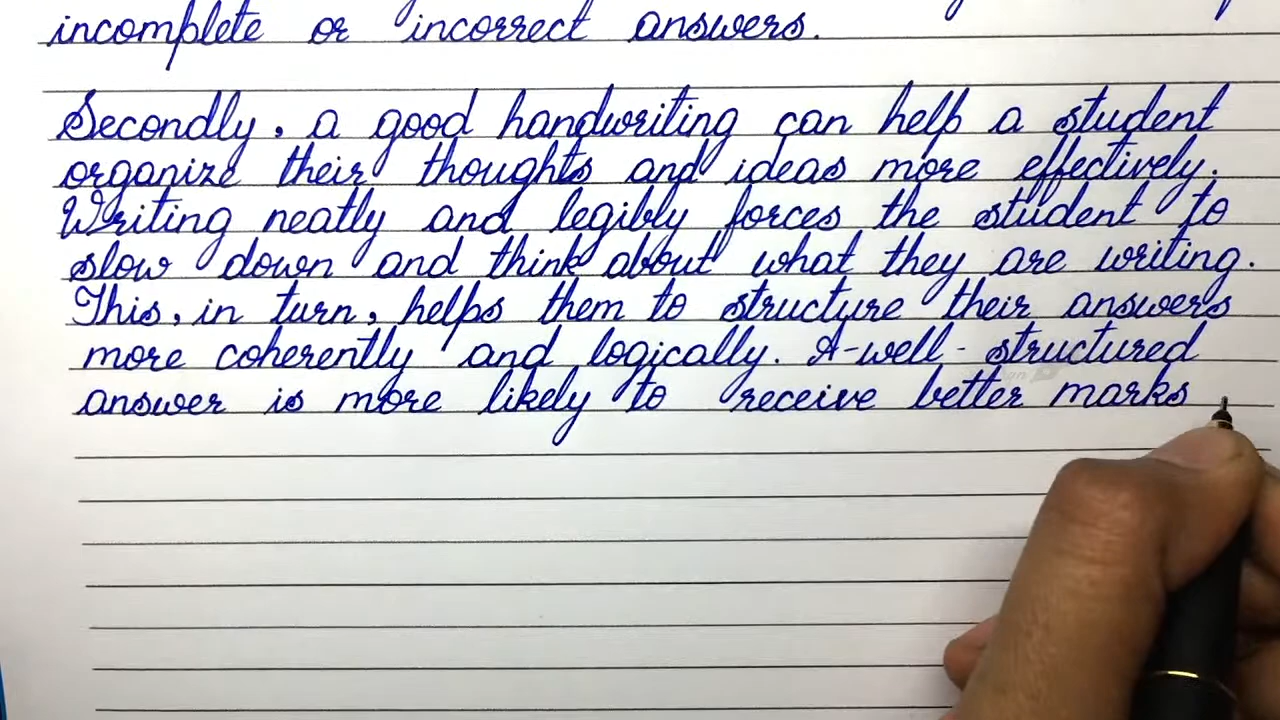 incomplete or incorrect answers.
Secondly, a good handwriting can help a student
organize their thoughts and ideas more effectively.
Writing neatly and legibly forces the student to
slow down and think about what they are writing.
This, in turn, helps them to structure their answers
more coherently and logically. A-well-structured
answer is more likely to receive better marks